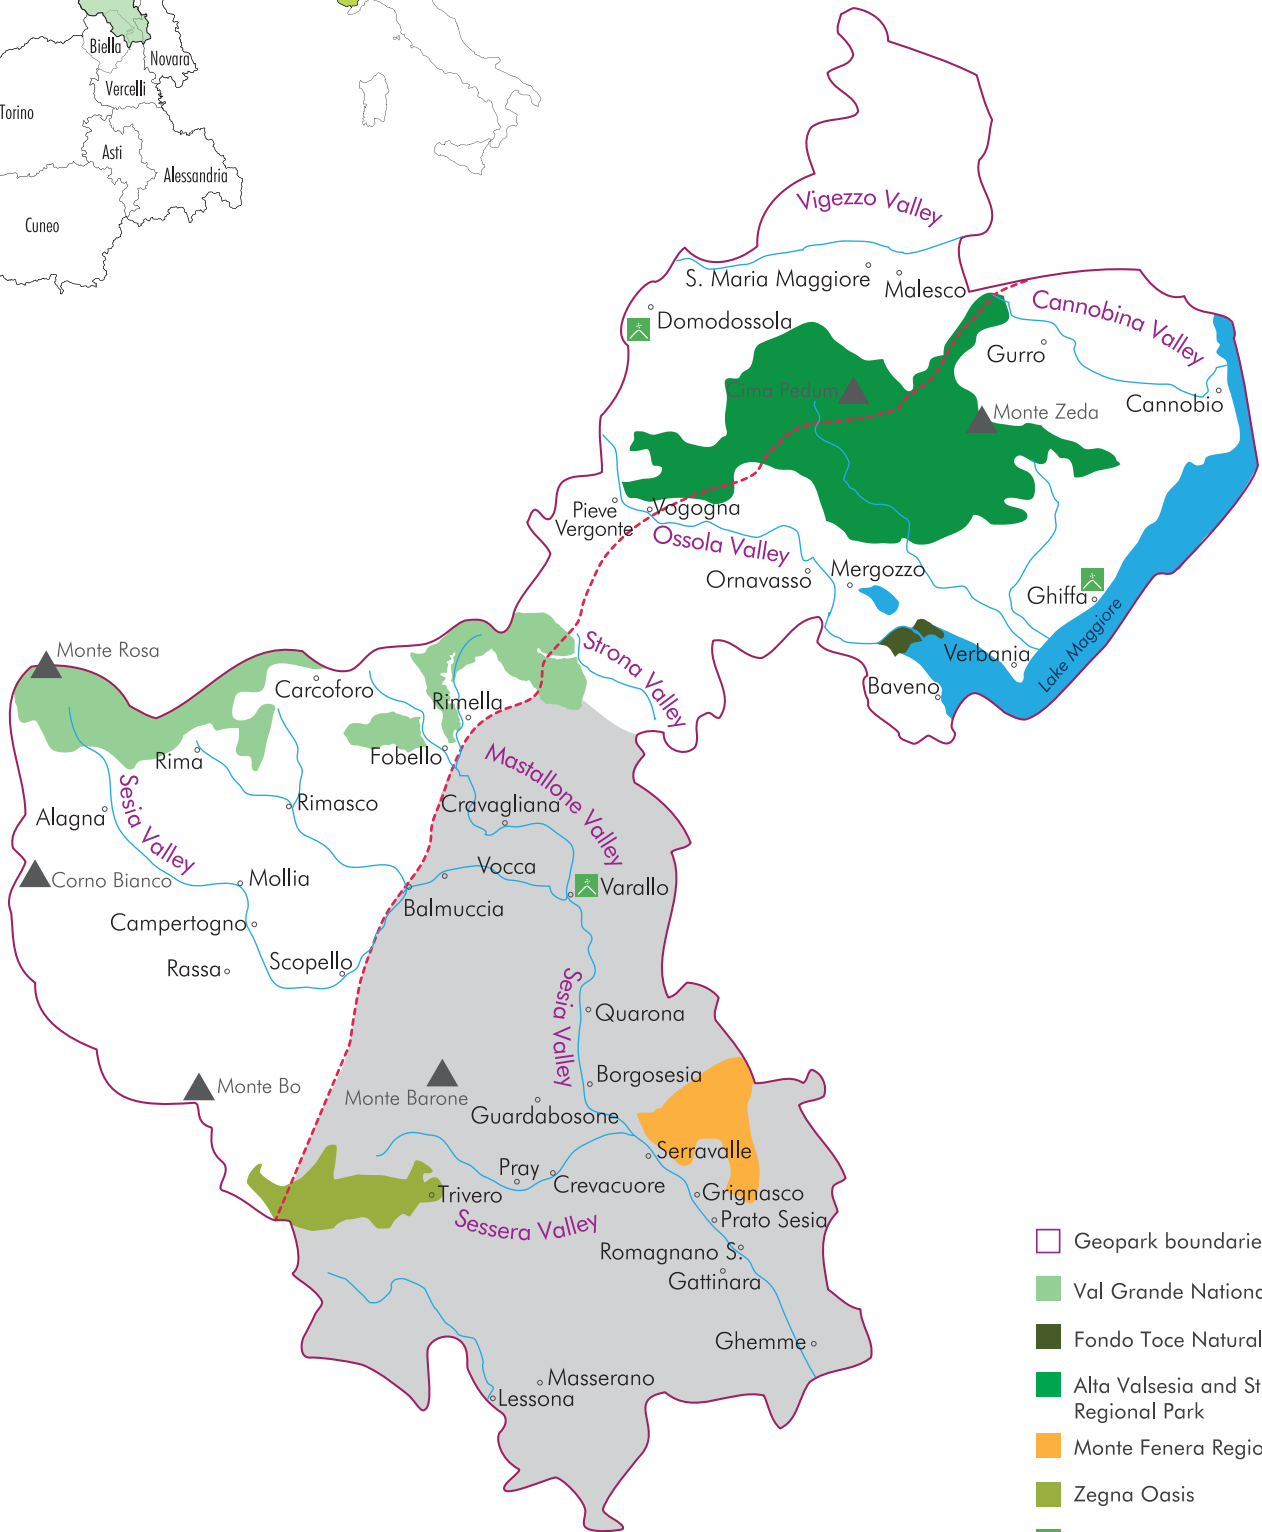 Biella
Novara
Vercelli
Torino
Asti
Alessandria
Cuneo
Vigezzo Valley
S. Maria Maggiore
Malesco
Cannobina Valley
Domodossola
Gurro
Cima Pedum
Cannobio
Monte Zeda
Pieve
Vergonte
Vogogna
Ossola Valley
Ornavasso
Mergozzo
Ghiffa
Lake Maggiore
Verbania
Baveno
Strona Valley
Monte Rosa
Carcoforo
Rimella
Rima
Fobello
Mastallone Valley
Sesia Valley
Rimasco
Cravagliana
Alagna
Vocca
Corno Bianco
Mollia
Varallo
Balmuccia
Campertogno
Rassa
Scopello
Sesia Valley
Quarona
Monte Bo
Monte Barone
Borgosesia
Guardabosone
Serravalle
Pray
Crevacuore
Trivero
Grignasco
Sessera Valley
Prato Sesia
Romagnano S.
Gattinara
Ghemme
Masserano
Lessona
Geopark boundarie
Val Grande Nationa
Fondo Toce Natural
Alta Valsesia and St
Regional Park
Monte Fenera Regio
Zegna Oasis